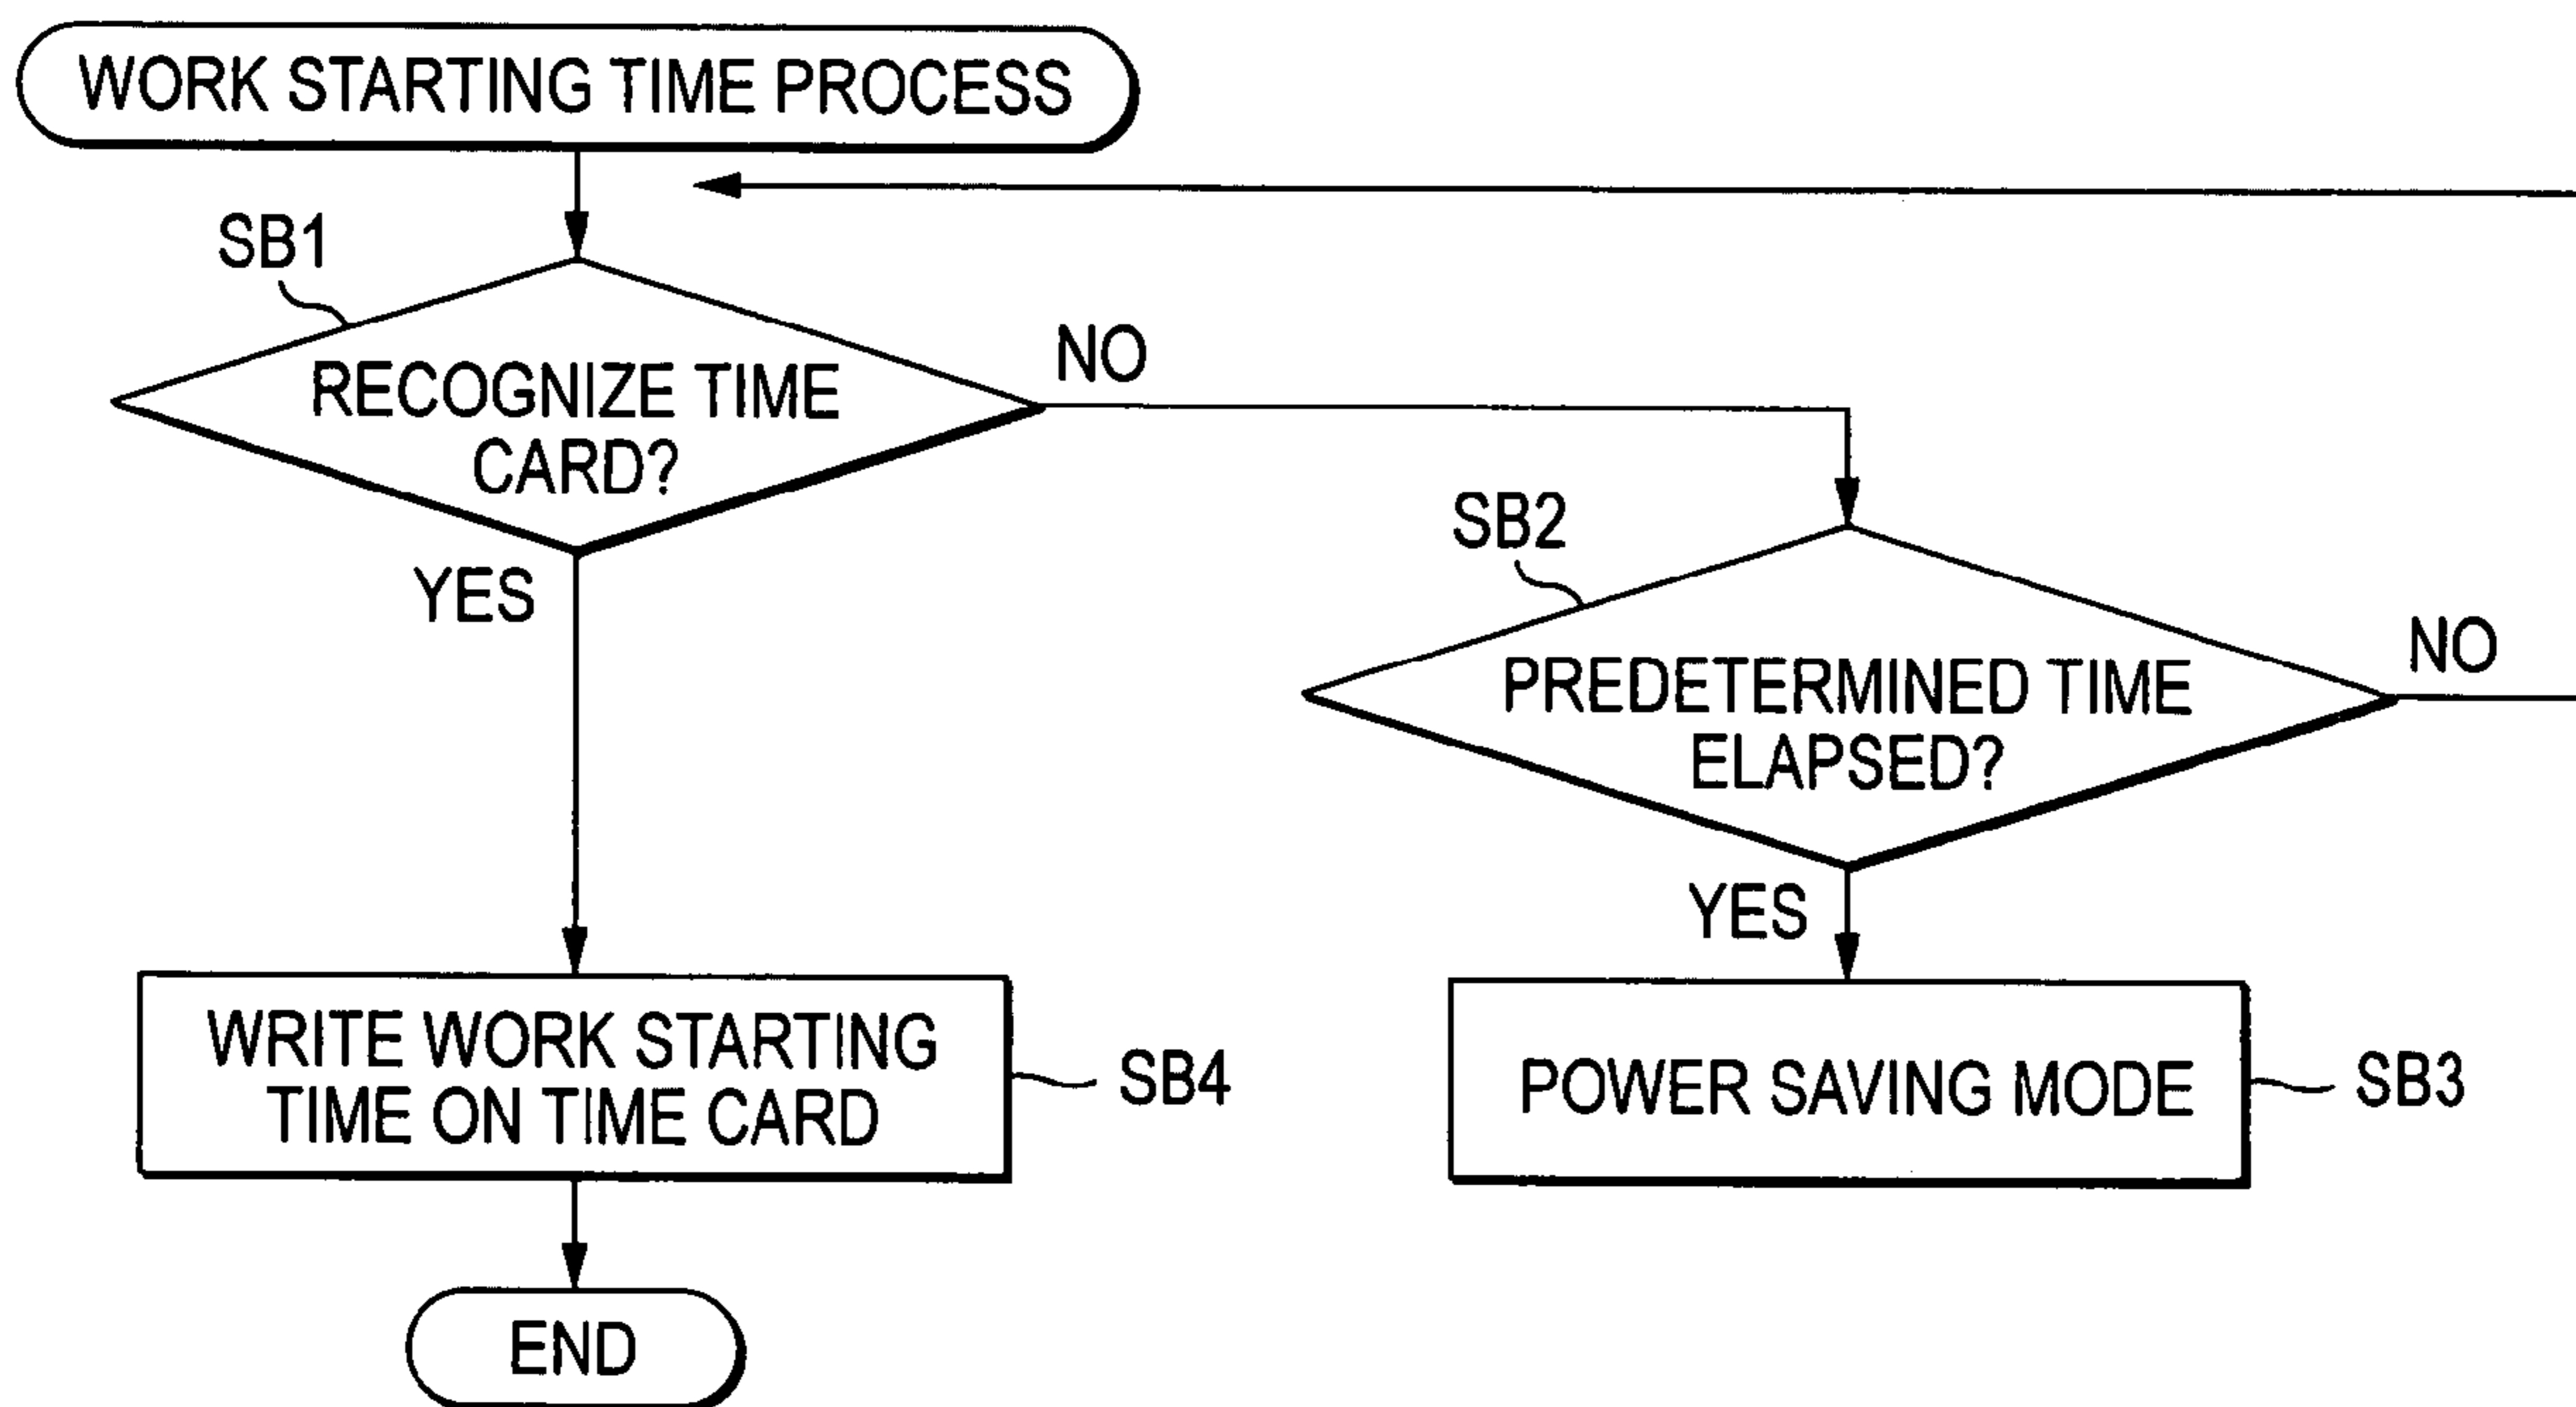 WORK STARTING TIME PROCESS
SB1
RECOGNIZE TIME
CARD?
NO
YES
SB2
PREDETERMINED TIME
ELAPSED?
NO
YES
WRITE WORK STARTING
TIME ON TIME CARD
SB4
POWER SAVING MODE
SB3
END